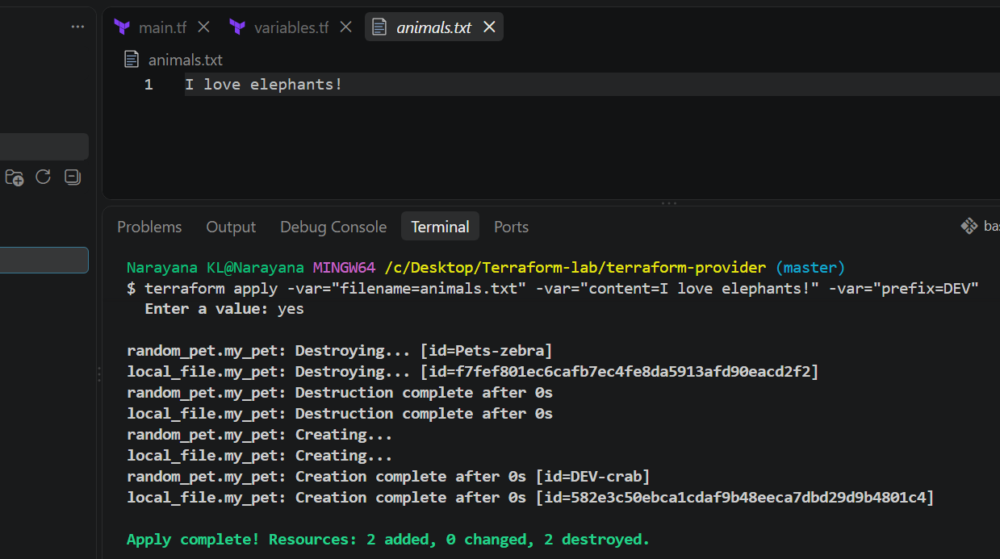 main.tf variables.tf animals.txt
animals.txt
1 I love elephants!
Problems Output Debug Console Terminal Ports
Narayana KL@Narayana MINGW64 /c/Desktop/Terraform-lab/terraform-provider (master)
$ terraform apply -var="filename=animals.txt" -var="content=I love elephants!" -var="prefix=DEV"
Enter a value: yes
random_pet.my_pet: Destroying... [id=Pets-zebra]
local_file.my_pet: Destroying... [id=f7fef801ec6cafb7ec4fe8da5913afd90eacd2f2]
random_pet.my_pet: Destruction complete after 0s
local_file.my_pet: Destruction complete after 0s
random_pet.my_pet: Creating...
local_file.my_pet: Creating...
random_pet.my_pet: Creation complete after 0s [id=DEV-crab]
local_file.my_pet: Creation complete after 0s [id=582e3c50ebca1cdaf9b48eeca7dbd29d9b4801c4]
Apply complete! Resources: 2 added, 0 changed, 2 destroyed.